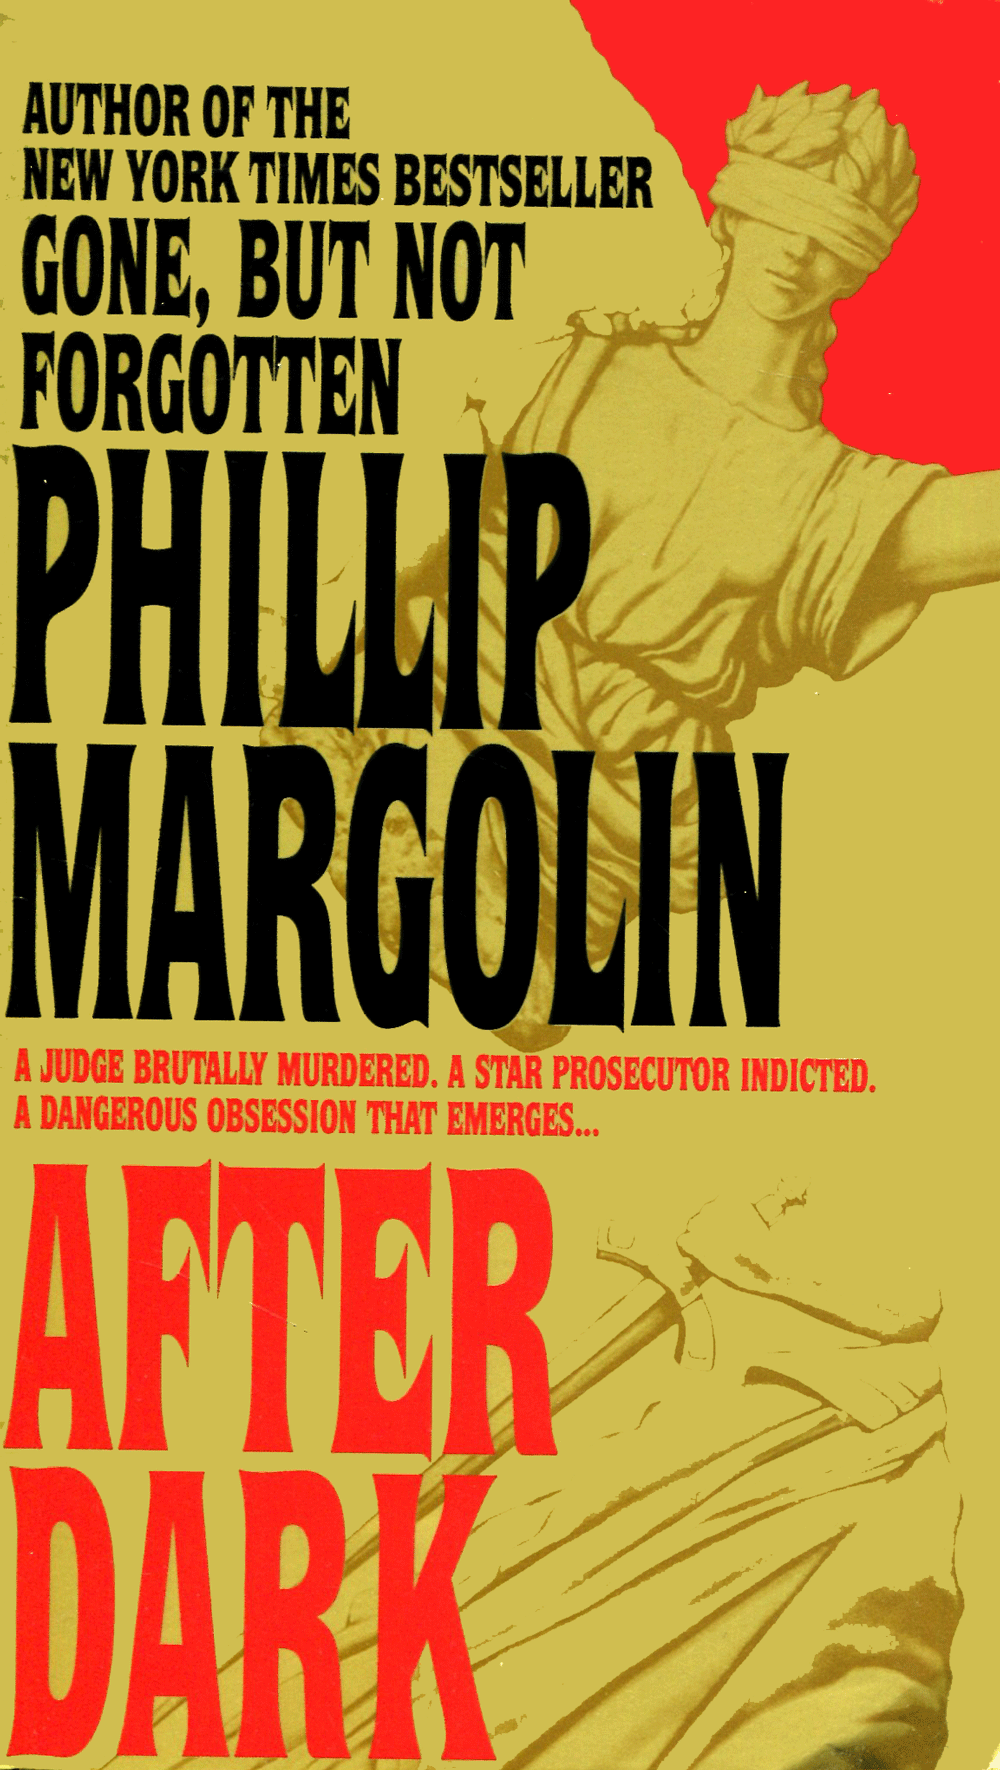 AUTHOR OF THE
NEW YORK TIMES BESTSELLER
GONE, BUT NOT
FORGOTTEN
PHILLIP
MARGOLIN
A JUDGE BRUTALLY MURDERED. A STAR PROSECUTOR INDICTED.
A DANGEROUS OBSESSION THAT EMERGES...
AFTER
DARK